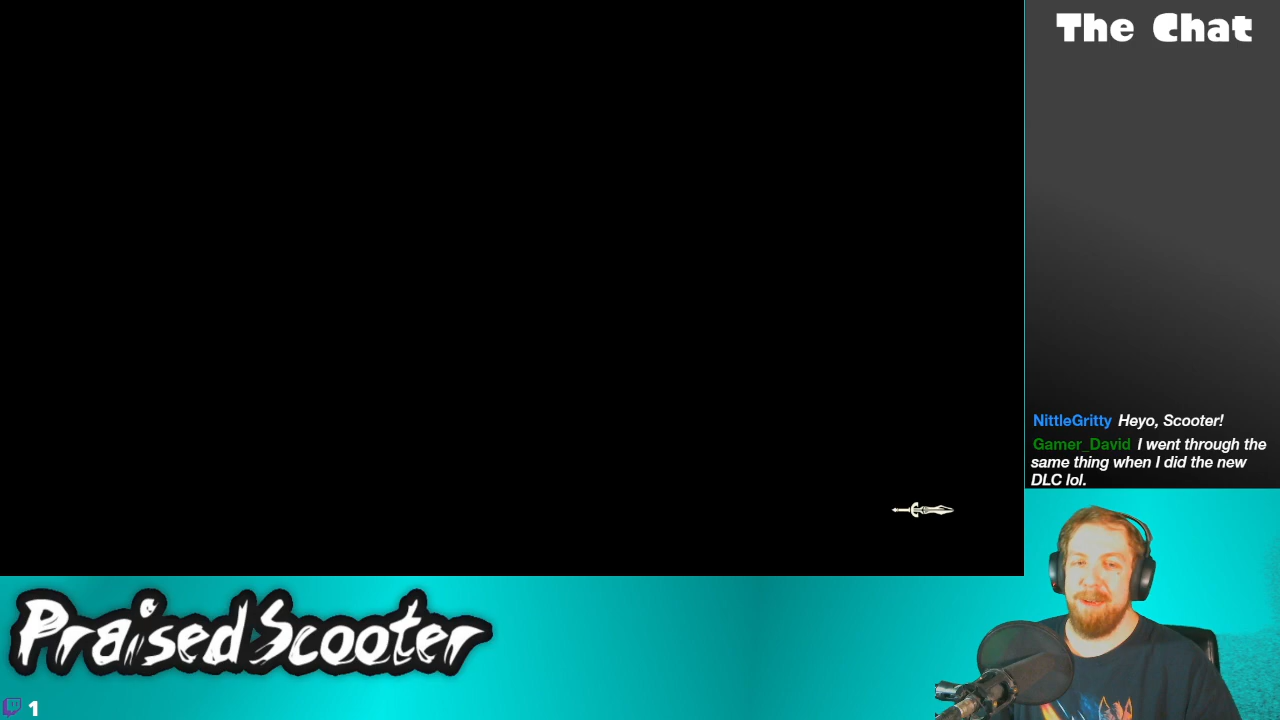 The Chat
NittleGritty Heyo, Scooter!
Gamer_David I went through the
same thing when I did the new
DLC lol.
PraisedScooter
1